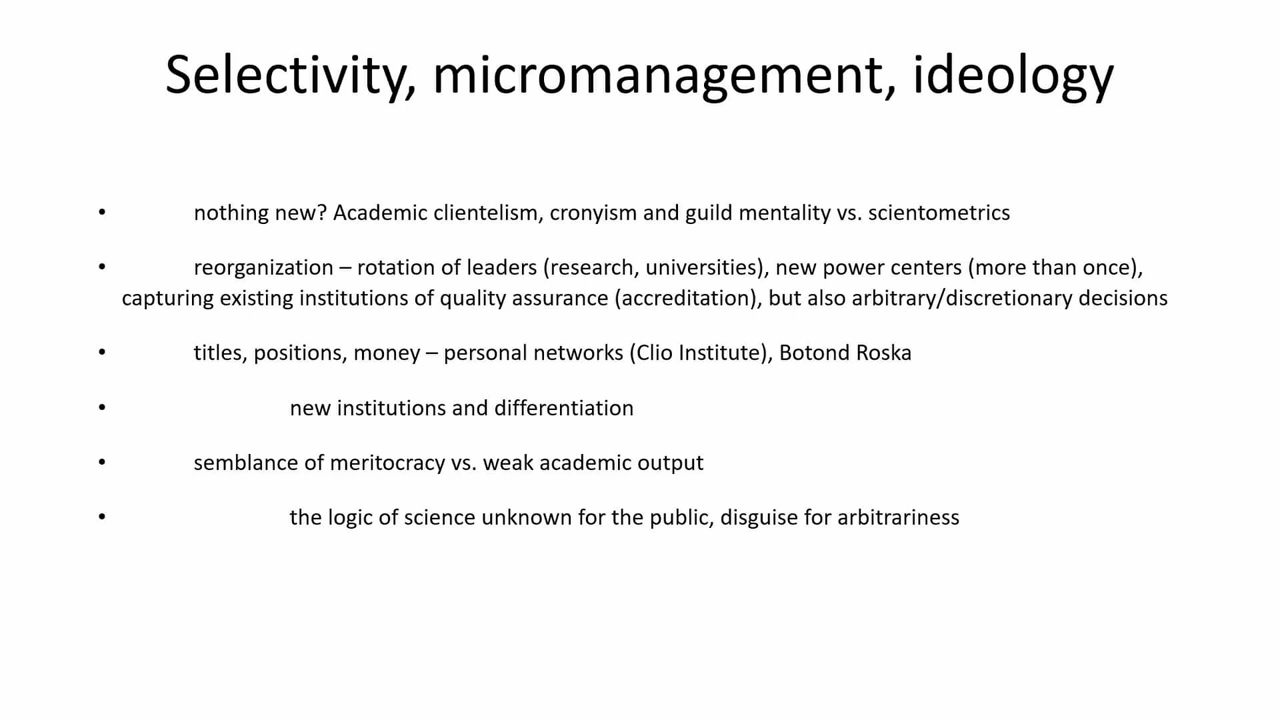 Selectivity, micromanagement, ideology
• nothing new? Academic clientelism, cronyism and guild mentality vs. scientometrics
• reorganization – rotation of leaders (research, universities), new power centers (more than once),
capturing existing institutions of quality assurance (accreditation), but also arbitrary/discretionary decisions
• titles, positions, money – personal networks (Clio Institute), Botond Roska
• new institutions and differentiation
• semblance of meritocracy vs. weak academic output
• the logic of science unknown for the public, disguise for arbitrariness